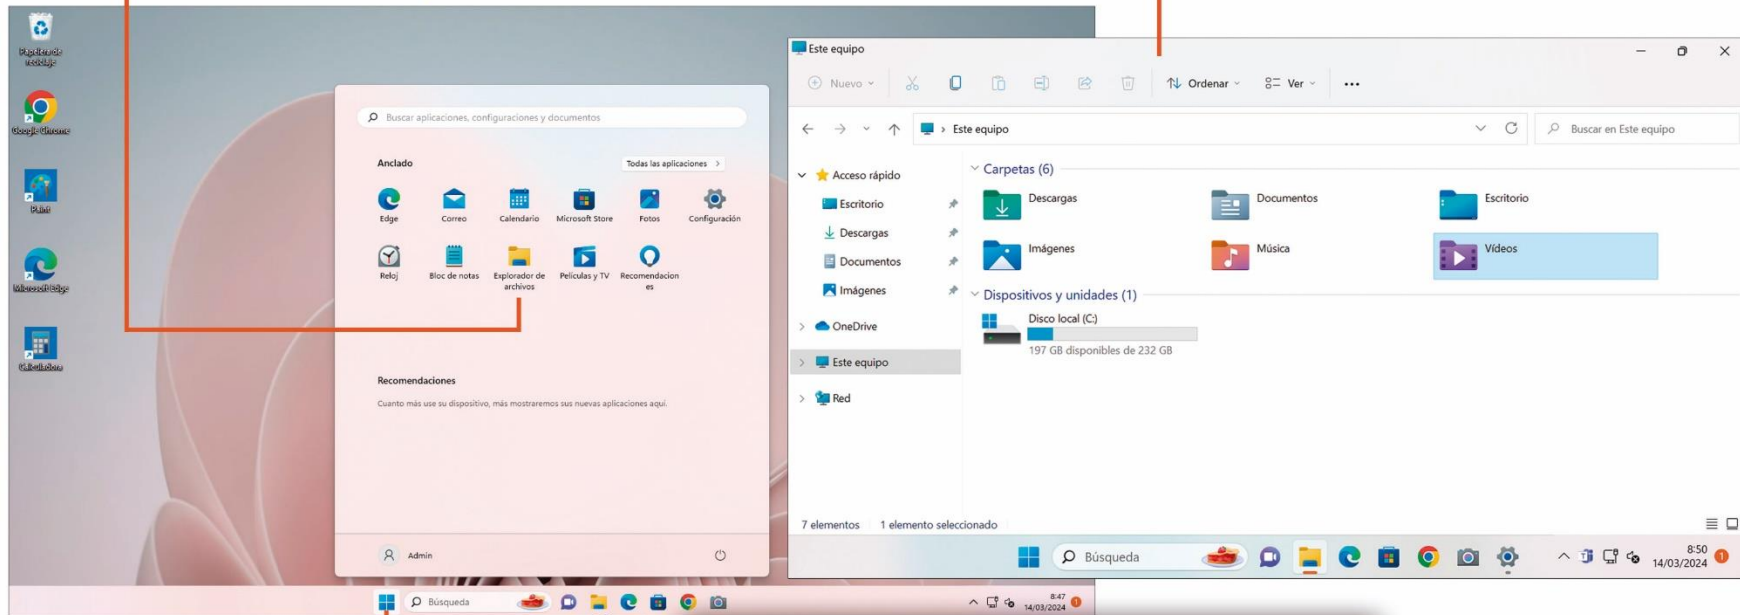 Papelera de
reciclaje
Google Chrome
Paint
Microsoft Edge
Calculadora
Buscar aplicaciones, configuraciones y documentos
Anclado
Todas las aplicaciones >
Edge
Correo
Calendario
Microsoft Store
Fotos
Configuración
Reloj
Bloc de notas
Explorador de
archivos
Películas y TV
Recomendacion
es
Recomendaciones
Cuanto más use su dispositivo, más mostraremos sus nuevas aplicaciones aquí.
Admin
Búsqueda
8:47
14/03/2024
1
Este equipo
Nuevo
Ordenar
Ver
...
> Este equipo
Buscar en Este equipo
Acceso rápido
Escritorio
Descargas
Documentos
Imágenes
OneDrive
Este equipo
Red
Carpetas (6)
Descargas
Documentos
Escritorio
Imágenes
Música
Vídeos
Dispositivos y unidades (1)
Disco local (C:)
197 GB disponibles de 232 GB
7 elementos 1 elemento seleccionado
Búsqueda
8:50
14/03/2024
1